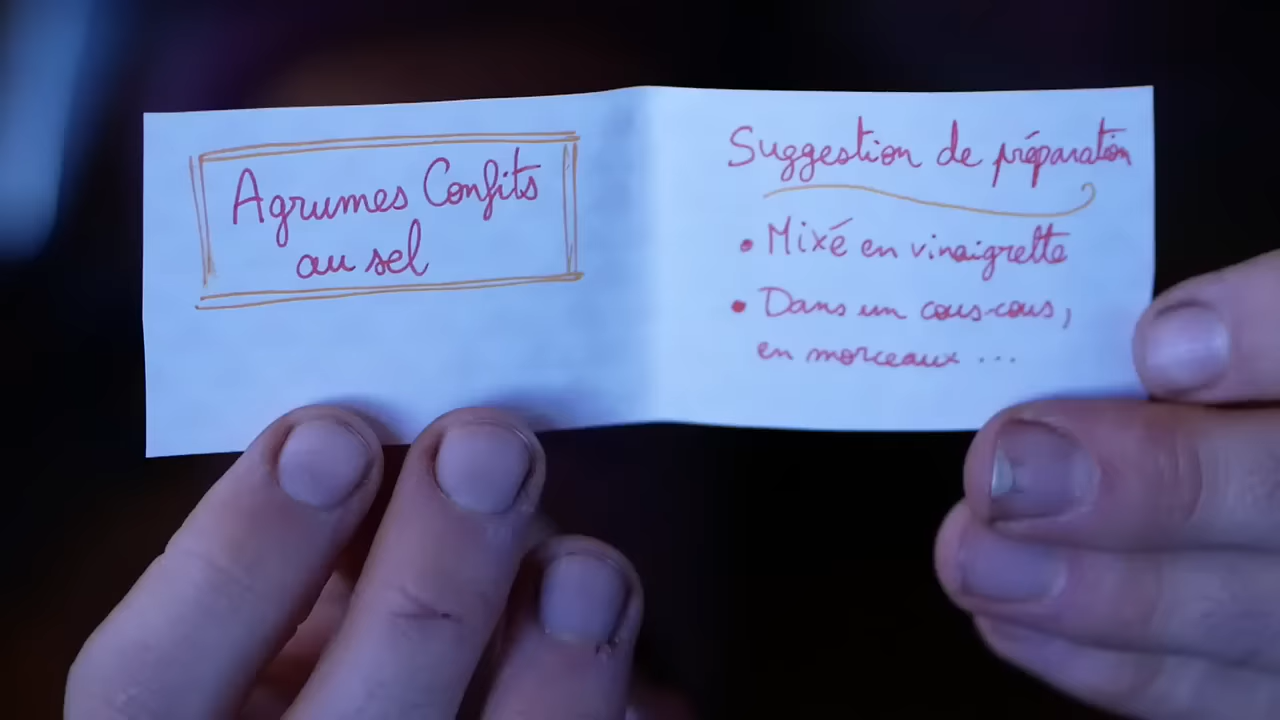 Agrumes Confits
au sel
Suggestion de préparation
• Mixé en vinaigrette
• Dans un cous-cous,
en morceaux ...